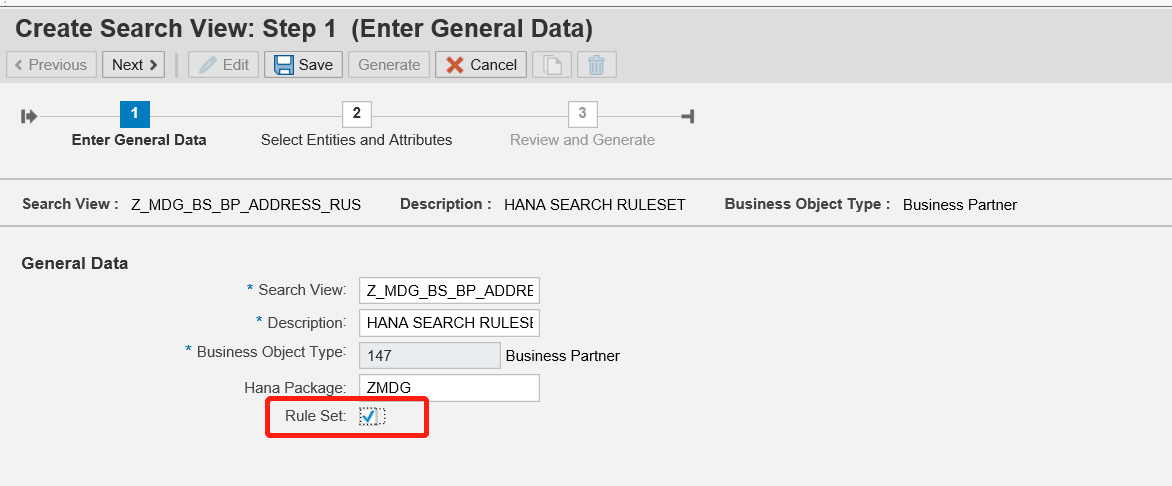 Create Search View: Step 1 (Enter General Data)
Previous Next Edit Save Generate Cancel
1 2 3
Enter General Data Select Entities and Attributes Review and Generate
Search View : Z_MDG_BS_BP_ADDRESS_RUS Description : HANA SEARCH RULESET Business Object Type : Business Partner
General Data
* Search View: Z_MDG_BS_BP_ADDRE
* Description: HANA SEARCH RULESE
* Business Object Type: 147 Business Partner
Hana Package: ZMDG
Rule Set: